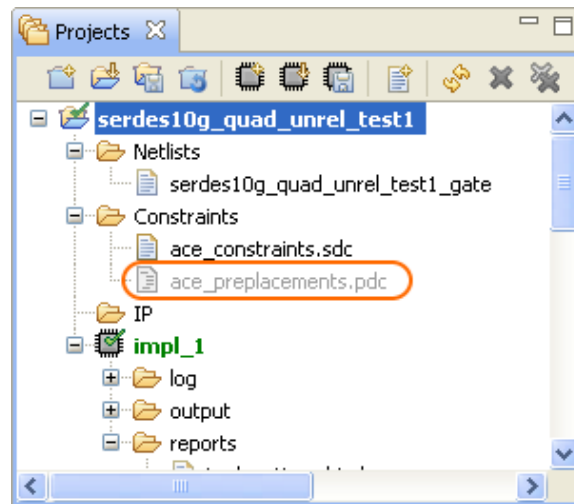 Projects
serdes10g_quad_unrel_test1
Netlists
serdes10g_quad_unrel_test1_gate
Constraints
ace_constraints.sdc
ace_preplacements.pdc
IP
impl_1
log
output
reports